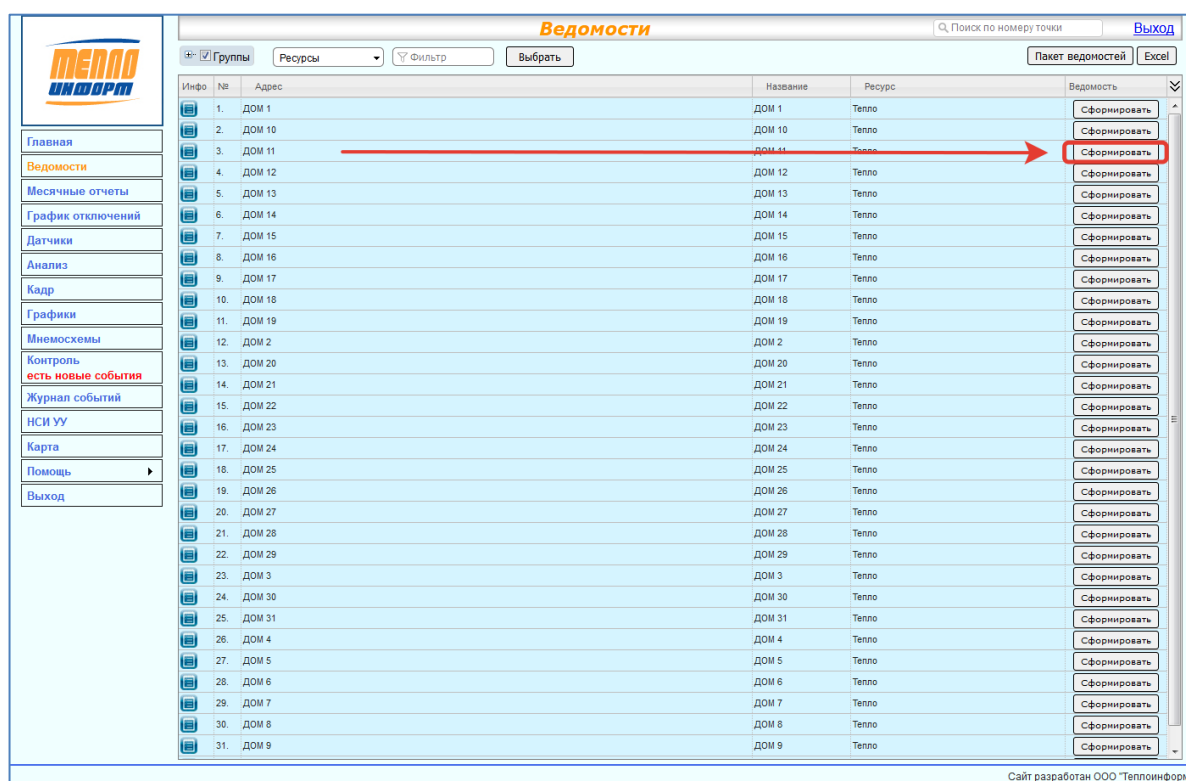 ТЕПЛО
ИНФОРМ
Ведомости
Поиск по номеру точки
Выход
Группы Ресурсы Фильтр Выбрать Пакет ведомостей Excel
Главная
Ведомости
Месячные отчеты
График отключений
Датчики
Анализ
Кадр
Графики
Мнемосхемы
Контроль
есть новые события
Журнал событий
НСИ УУ
Карта
Помощь
Выход
Инфо № Адрес Название Ресурс Ведомость
1. ДОМ 1 ДОМ 1 Тепло Сформировать
2. ДОМ 10 ДОМ 10 Тепло Сформировать
3. ДОМ 11 ДОМ 11 Тепло Сформировать
4. ДОМ 12 ДОМ 12 Тепло Сформировать
5. ДОМ 13 ДОМ 13 Тепло Сформировать
6. ДОМ 14 ДОМ 14 Тепло Сформировать
7. ДОМ 15 ДОМ 15 Тепло Сформировать
8. ДОМ 16 ДОМ 16 Тепло Сформировать
9. ДОМ 17 ДОМ 17 Тепло Сформировать
10. ДОМ 18 ДОМ 18 Тепло Сформировать
11. ДОМ 19 ДОМ 19 Тепло Сформировать
12. ДОМ 2 ДОМ 2 Тепло Сформировать
13. ДОМ 20 ДОМ 20 Тепло Сформировать
14. ДОМ 21 ДОМ 21 Тепло Сформировать
15. ДОМ 22 ДОМ 22 Тепло Сформировать
16. ДОМ 23 ДОМ 23 Тепло Сформировать
17. ДОМ 24 ДОМ 24 Тепло Сформировать
18. ДОМ 25 ДОМ 25 Тепло Сформировать
19. ДОМ 26 ДОМ 26 Тепло Сформировать
20. ДОМ 27 ДОМ 27 Тепло Сформировать
21. ДОМ 28 ДОМ 28 Тепло Сформировать
22. ДОМ 29 ДОМ 29 Тепло Сформировать
23. ДОМ 3 ДОМ 3 Тепло Сформировать
24. ДОМ 30 ДОМ 30 Тепло Сформировать
25. ДОМ 31 ДОМ 31 Тепло Сформировать
26. ДОМ 4 ДОМ 4 Тепло Сформировать
27. ДОМ 5 ДОМ 5 Тепло Сформировать
28. ДОМ 6 ДОМ 6 Тепло Сформировать
29. ДОМ 7 ДОМ 7 Тепло Сформировать
30. ДОМ 8 ДОМ 8 Тепло Сформировать
31. ДОМ 9 ДОМ 9 Тепло Сформировать
Сайт разработан ООО "Теплоинформ